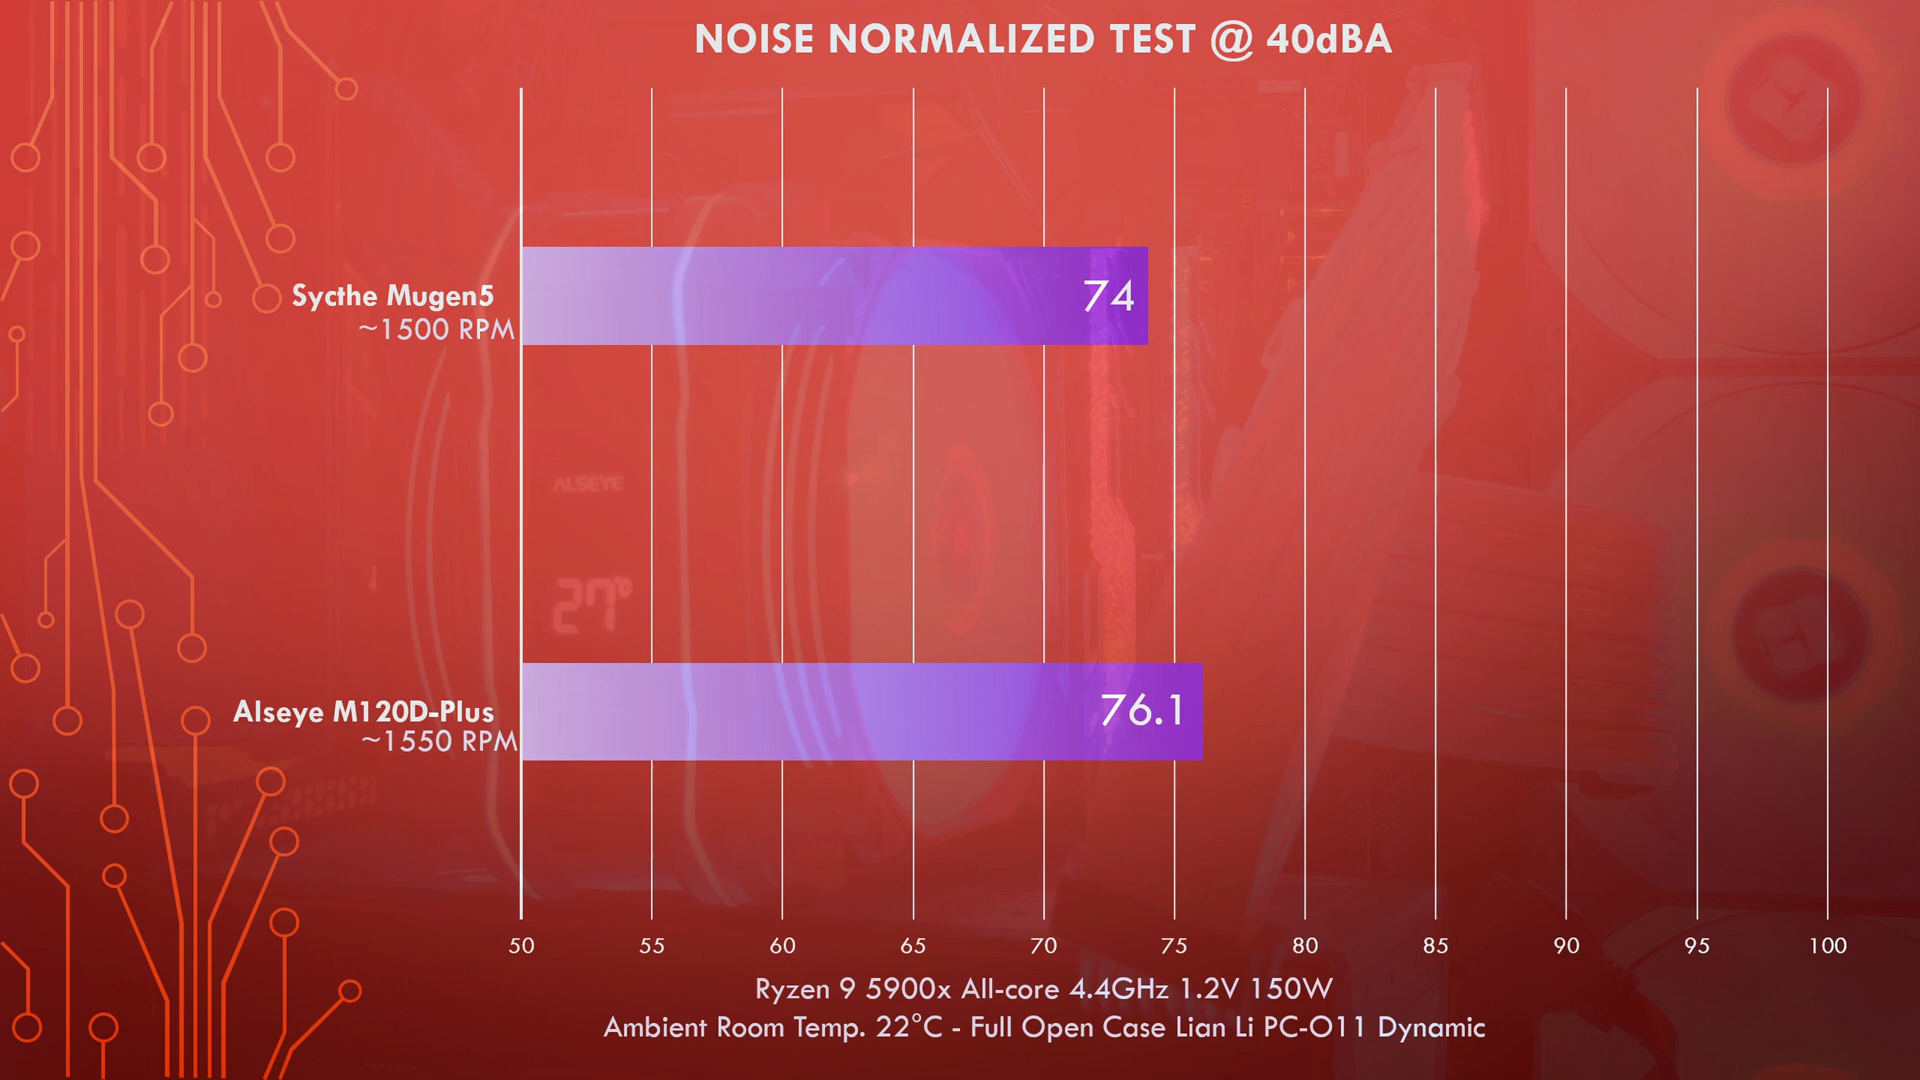 NOISE NORMALIZED TEST @ 40dBA
Sycthe Mugen5
~1500 RPM
74
ALSEYE
27°
Alseye M120D-Plus
~1550 RPM
76.1
50 55 60 65 70 75 80 85 90 95 100
Ryzen 9 5900x All-core 4.4GHz 1.2V 150W
Ambient Room Temp. 22°C - Full Open Case Lian Li PC-O11 Dynamic